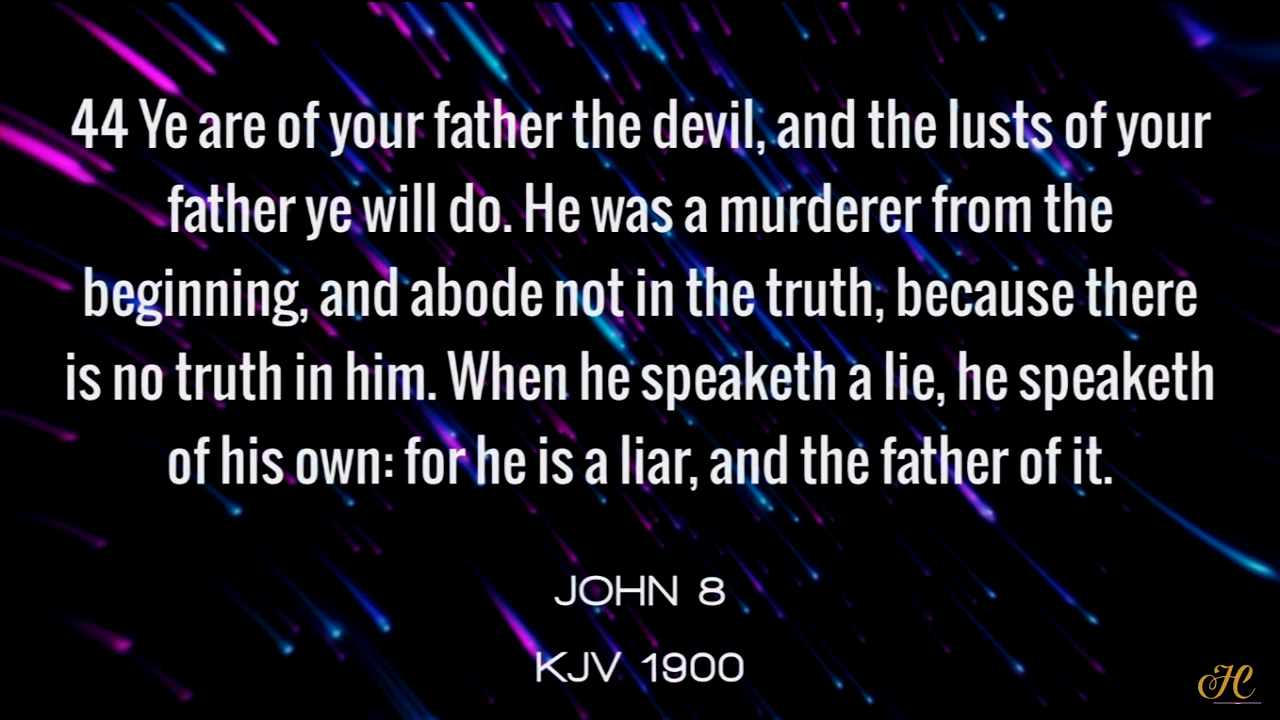 44 Ye are of your father the devil, and the lusts of your
father ye will do. He was a murderer from the
beginning, and abode not in the truth, because there
is no truth in him. When he speaketh a lie, he speaketh
of his own: for he is a liar, and the father of it.
JOHN 8
KJV 1900
HC